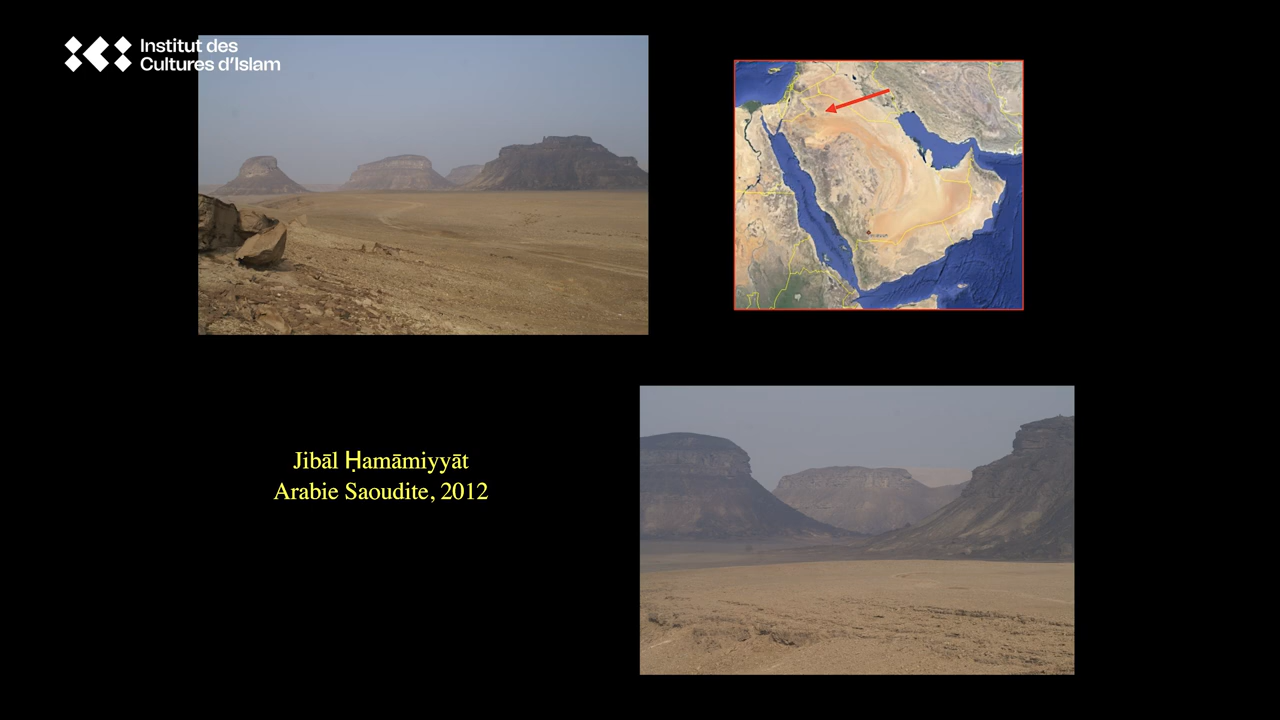 Institut des
Cultures d'Islam
Jibāl Ḥamāmiyyāt
Arabie Saoudite, 2012